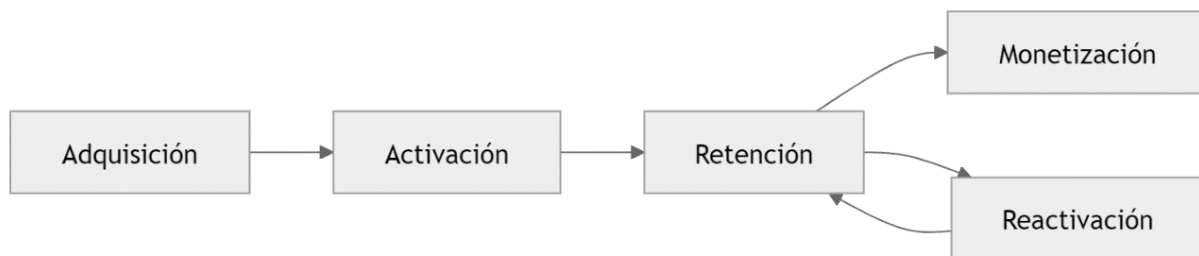 Adquisición
Activación
Retención
Monetización
Reactivación